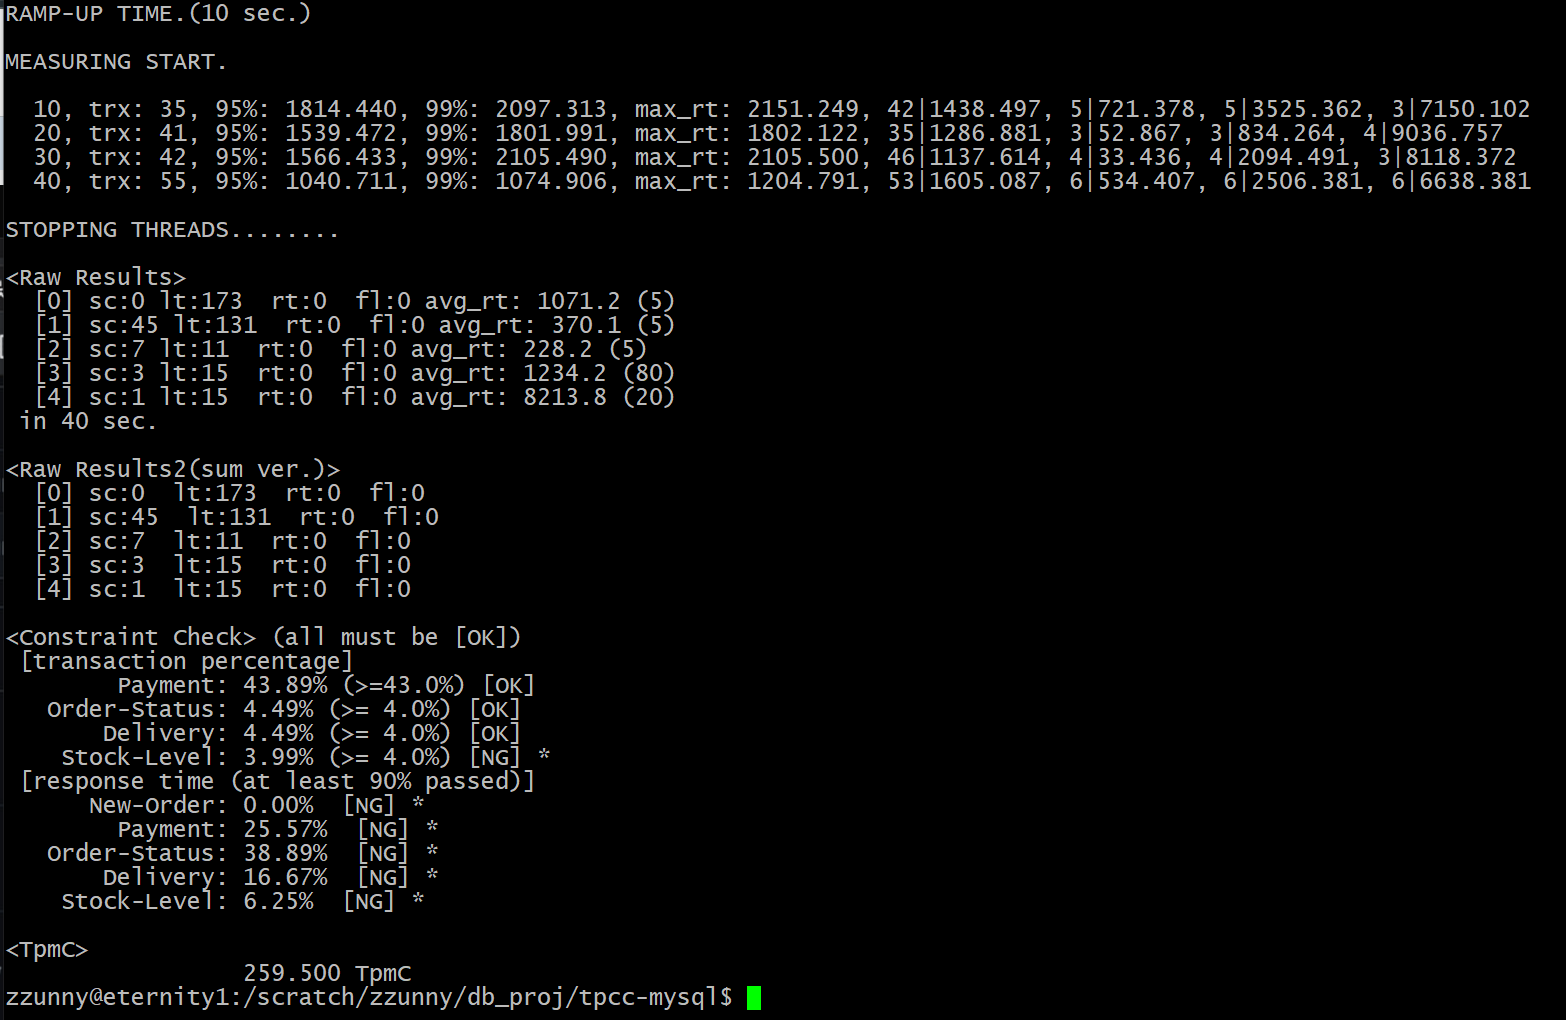 RAMP-UP TIME.(10 sec.)
MEASURING START.
10, trx: 35, 95%: 1814.440, 99%: 2097.313, max_rt: 2151.249, 42|1438.497, 5|721.378, 5|3525.362, 3|7150.102
20, trx: 41, 95%: 1539.472, 99%: 1801.991, max_rt: 1802.122, 35|1286.881, 3|52.867, 3|834.264, 4|9036.757
30, trx: 42, 95%: 1566.433, 99%: 2105.490, max_rt: 2105.500, 46|1137.614, 4|33.436, 4|2094.491, 3|8118.372
40, trx: 55, 95%: 1040.711, 99%: 1074.906, max_rt: 1204.791, 53|1605.087, 6|534.407, 6|2506.381, 6|6638.381
STOPPING THREADS........
<Raw Results>
[0] sc:0 lt:173  rt:0  fl:0 avg_rt: 1071.2 (5)
[1] sc:45 lt:131  rt:0  fl:0 avg_rt: 370.1 (5)
[2] sc:7 lt:11  rt:0  fl:0 avg_rt: 228.2 (5)
[3] sc:3 lt:15  rt:0  fl:0 avg_rt: 1234.2 (80)
[4] sc:1 lt:15  rt:0  fl:0 avg_rt: 8213.8 (20)
in 40 sec.
<Raw Results2(sum ver.)>
[0] sc:0  lt:173  rt:0  fl:0
[1] sc:45  lt:131  rt:0  fl:0
[2] sc:7  lt:11  rt:0  fl:0
[3] sc:3  lt:15  rt:0  fl:0
[4] sc:1  lt:15  rt:0  fl:0
<Constraint Check> (all must be [OK])
[transaction percentage]
Payment: 43.89% (>=43.0%) [OK]
Order-Status: 4.49% (>= 4.0%) [OK]
Delivery: 4.49% (>= 4.0%) [OK]
Stock-Level: 3.99% (>= 4.0%) [NG] *
[response time (at least 90% passed)]
New-Order: 0.00%  [NG] *
Payment: 25.57%  [NG] *
Order-Status: 38.89%  [NG] *
Delivery: 16.67%  [NG] *
Stock-Level: 6.25%  [NG] *
<TpmC>
259.500 TpmC
zzunny@eternity1:/scratch/zzunny/db_proj/tpcc-mysql$